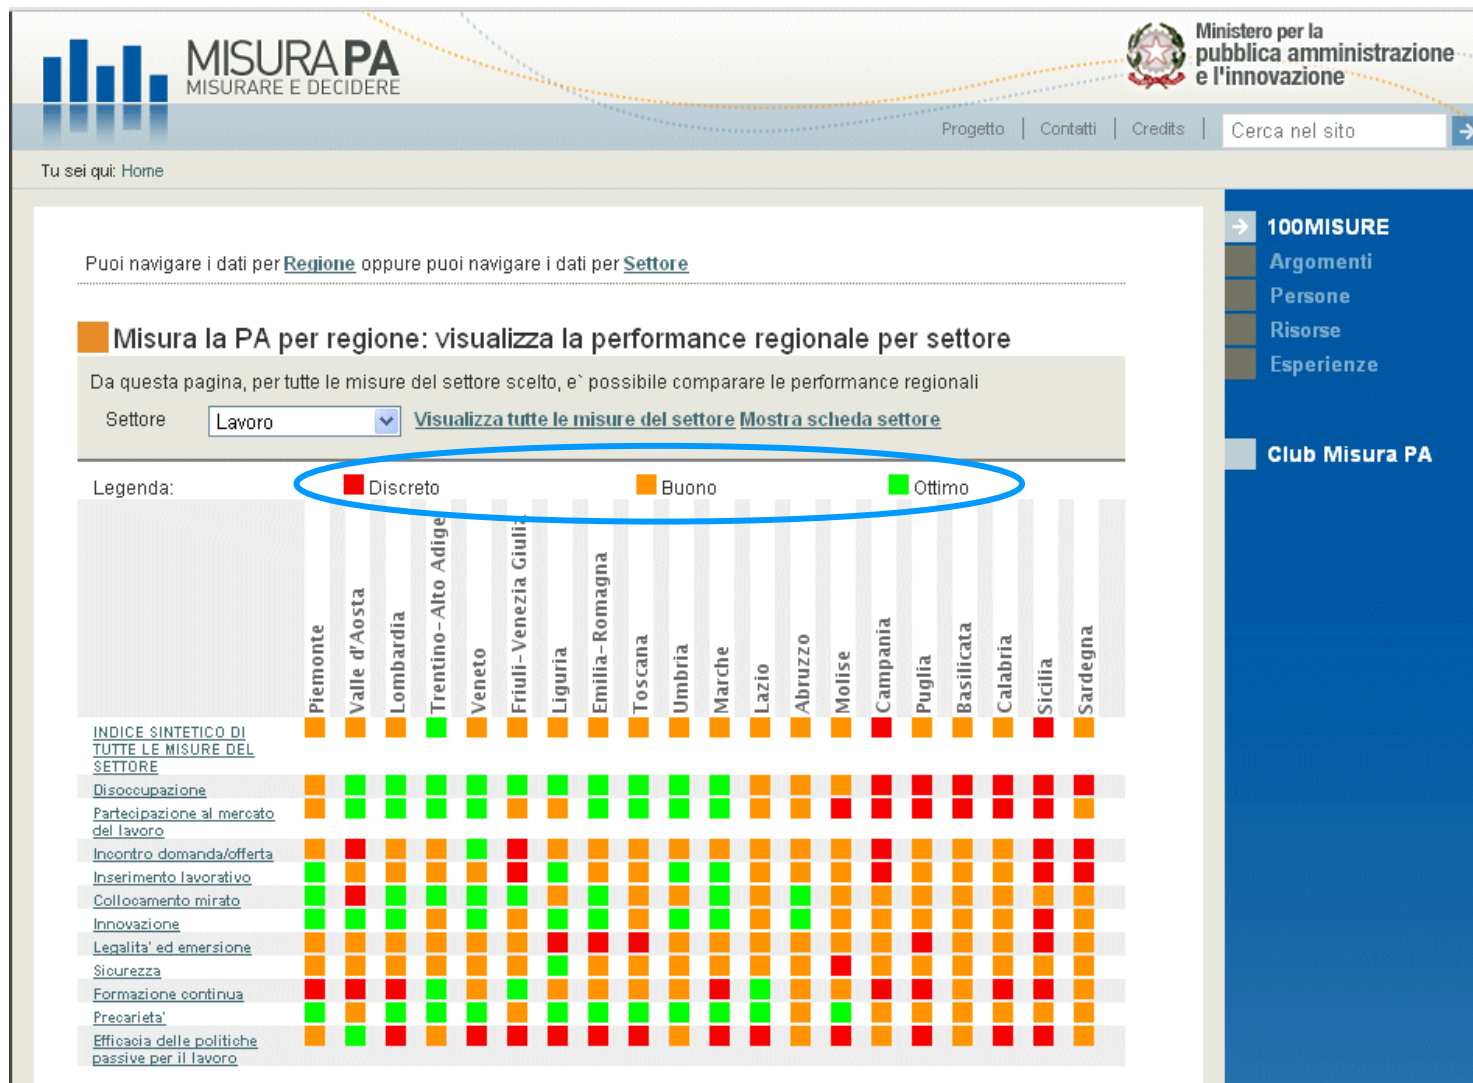 MISURA PA
MISURARE E DECIDERE
Ministero per la
pubblica amministrazione
e l'innovazione
Progetto | Contatti | Credits |
Cerca nel sito
Tu sei qui: Home
100MISURE
Argomenti
Persone
Risorse
Esperienze
Club Misura PA
Puoi navigare i dati per Regione oppure puoi navigare i dati per Settore
Misura la PA per regione: visualizza la performance regionale per settore
Da questa pagina, per tutte le misure del settore scelto, e` possibile comparare le performance regionali
Settore Lavoro Visualizza tutte le misure del settore Mostra scheda settore
Legenda: Discreto Buono Ottimo
Piemonte
Valle d'Aosta
Lombardia
Trentino-Alto Adige
Veneto
Friuli-Venezia Giulia
Liguria
Emilia-Romagna
Toscana
Umbria
Marche
Lazio
Abruzzo
Molise
Campania
Puglia
Basilicata
Calabria
Sicilia
Sardegna
INDICE SINTETICO DI
TUTTE LE MISURE DEL
SETTORE
Disoccupazione
Partecipazione al mercato
del lavoro
Incontro domanda/offerta
Inserimento lavorativo
Collocamento mirato
Innovazione
Legalita' ed emersione
Sicurezza
Formazione continua
Precarieta'
Efficacia delle politiche
passive per il lavoro